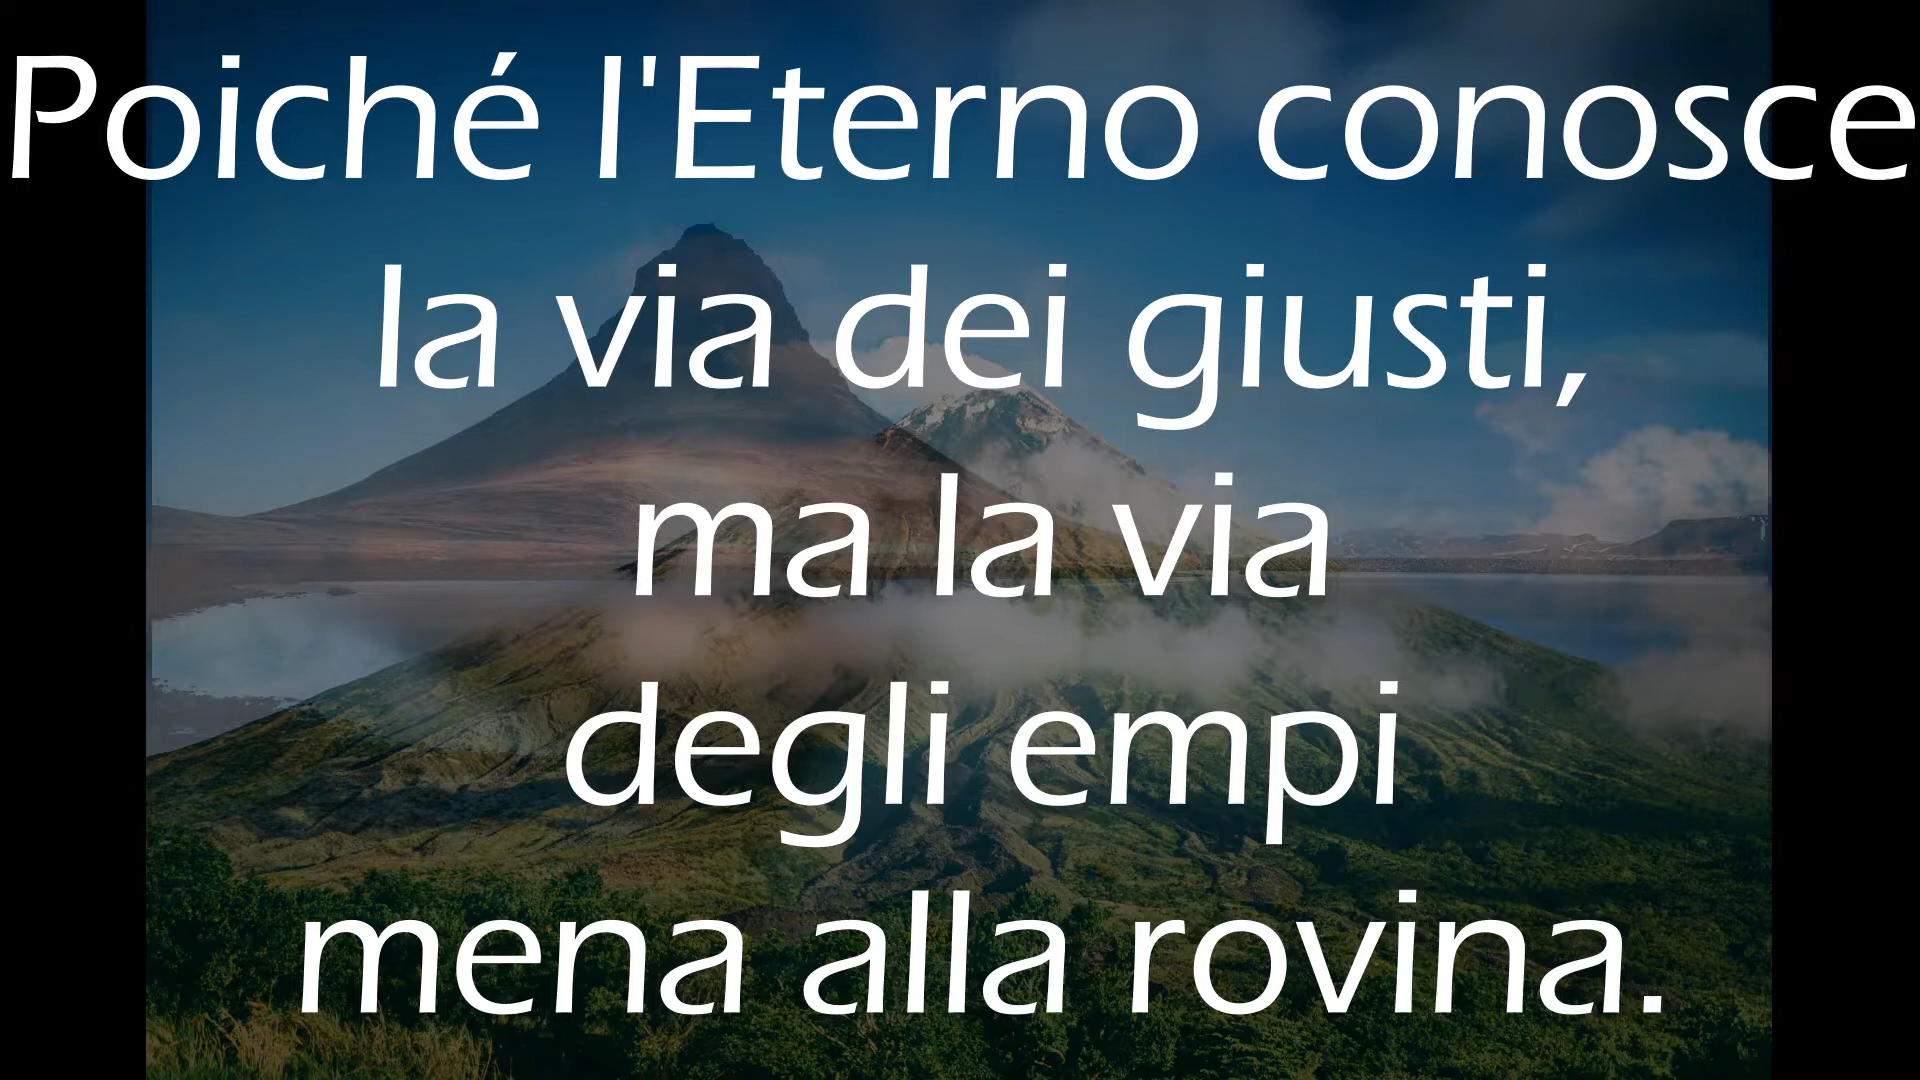 Poiché l'Eterno conosce
la via dei giusti,
ma la via
degli empi
mena alla rovina.